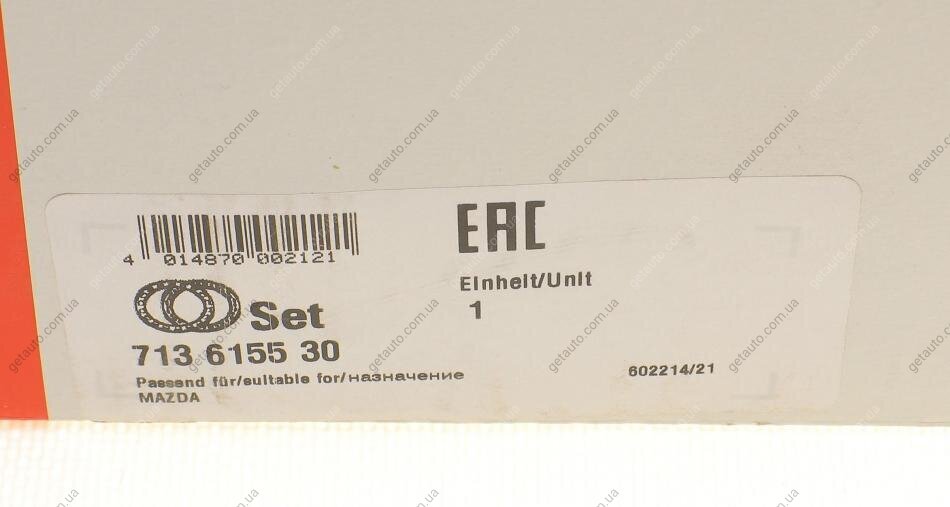 EAC
4 014870 002121
Einheit/Unit
1
Set
713 6155 30
Passend für/suitable for/назначение
MAZDA
602214/21
getauto.com.ua